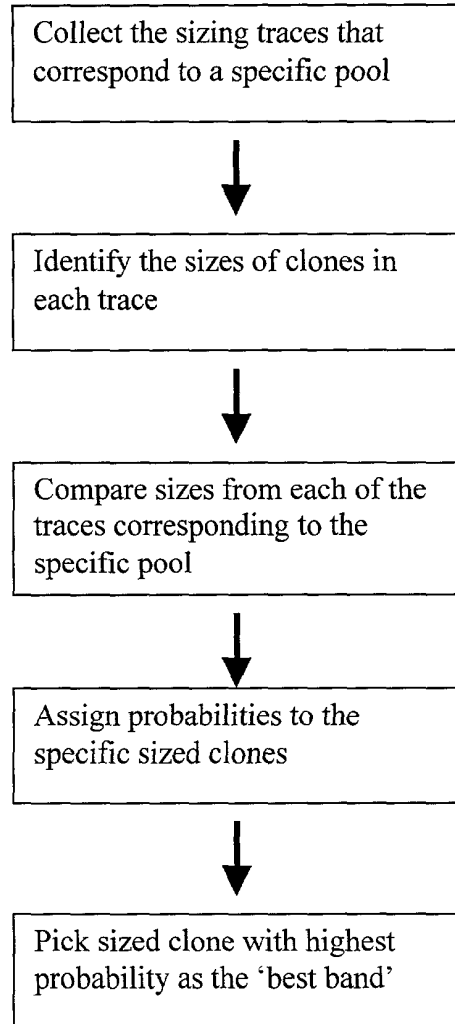 Collect the sizing traces that
correspond to a specific pool
Identify the sizes of clones in
each trace
Compare sizes from each of the
traces corresponding to the
specific pool
Assign probabilities to the
specific sized clones
Pick sized clone with highest
probability as the ‘best band’